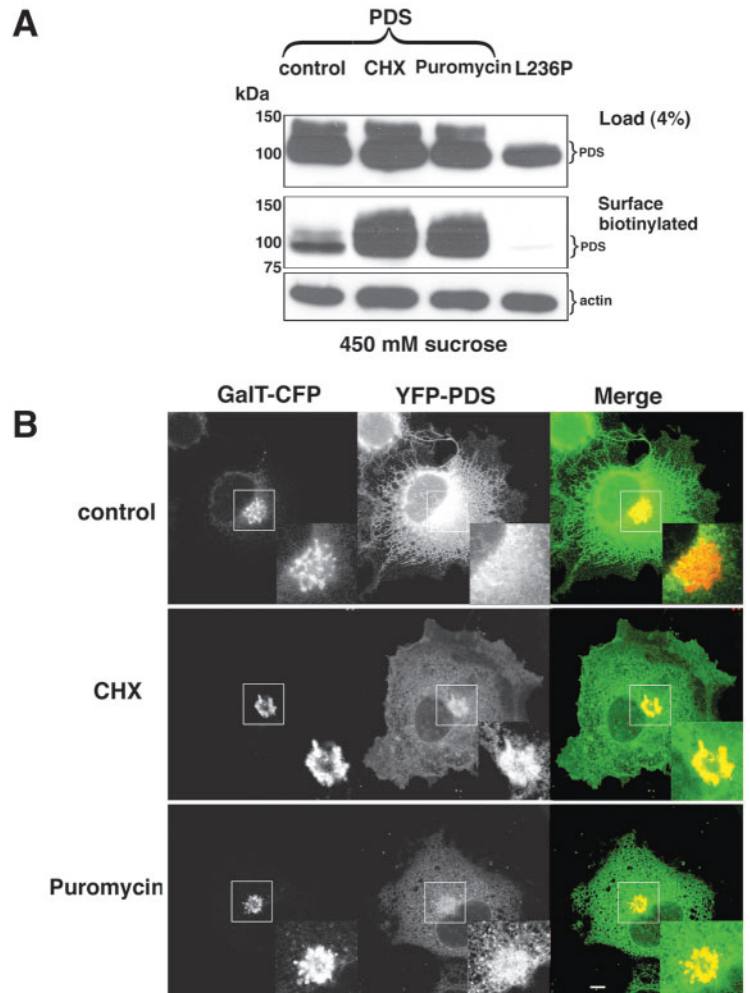 A
PDS
control CHX Puromycin L236P
kDa
150
100
Load (4%)
PDS
150
100
75
Surface
biotinylated
PDS
actin
450 mM sucrose
B
GalT-CFP YFP-PDS Merge
control
CHX
Puromycin